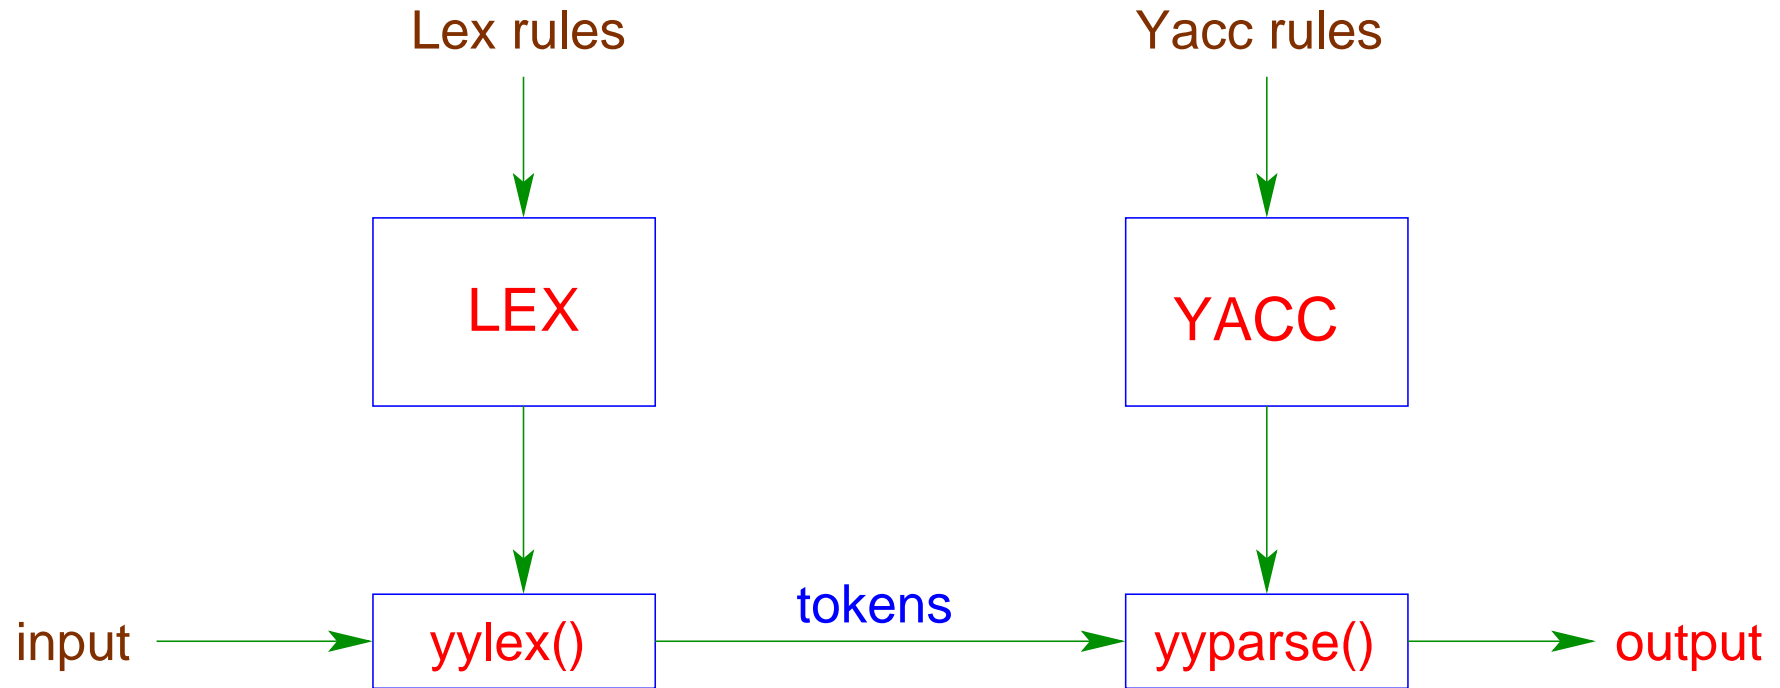 Lex rules
Yacc rules
LEX
YACC
tokens
input
yylex()
yyparse()
output